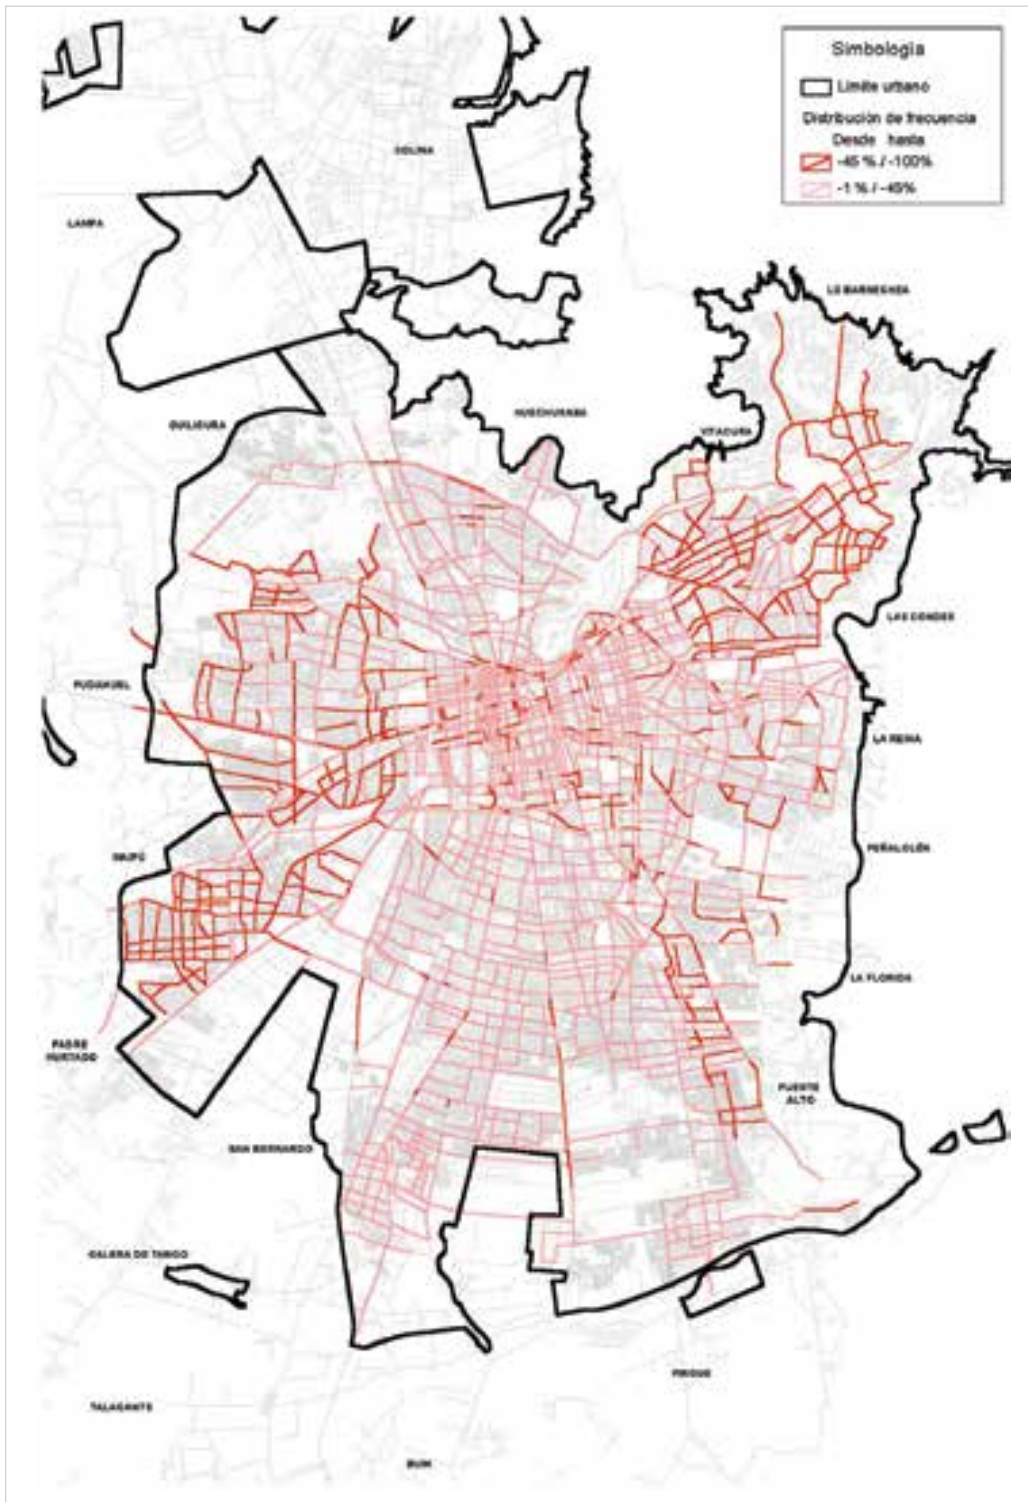 Simbología
Límite urbano
Distribución de frecuencia
Desde hasta
-45 % / -100%
-1 % / -45%
COLINA
LAMPA
LO BARNECHEA
QUILICURA
HUECHURABA
VITACURA
LAS CONDES
PUDAHUEL
LA REINA
MAIPÚ
PEÑALOLÉN
LA FLORIDA
PADRE
HURTADO
PUENTE
ALTO
SAN BERNARDO
CALERA DE TANGO
PIRQUE
TALAGANTE
BUIN